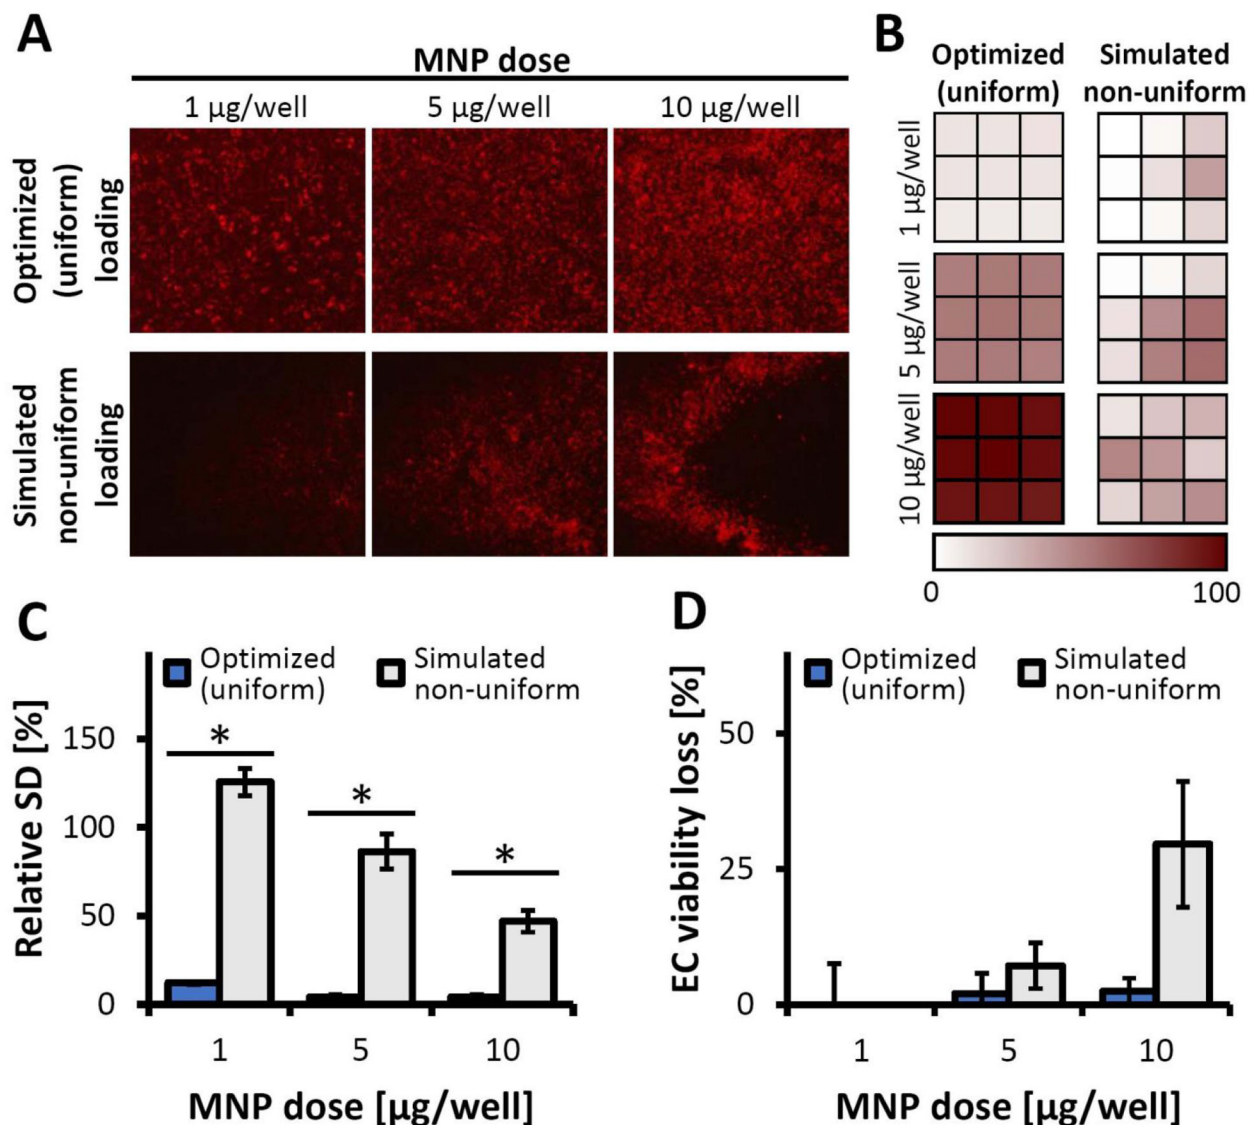 A
MNP dose
1 µg/well
5 µg/well
10 µg/well
Optimized
(uniform)
loading
Simulated
non-uniform
loading
B
Optimized
(uniform)
Simulated
non-uniform
1 µg/well
5 µg/well
10 µg/well
0
100
C
Optimized
(uniform)
Simulated
non-uniform
Relative SD [%]
150
100
50
0
*
*
*
1
5
10
MNP dose [µg/well]
D
Optimized
(uniform)
Simulated
non-uniform
EC viability loss [%]
50
25
0
1
5
10
MNP dose [µg/well]